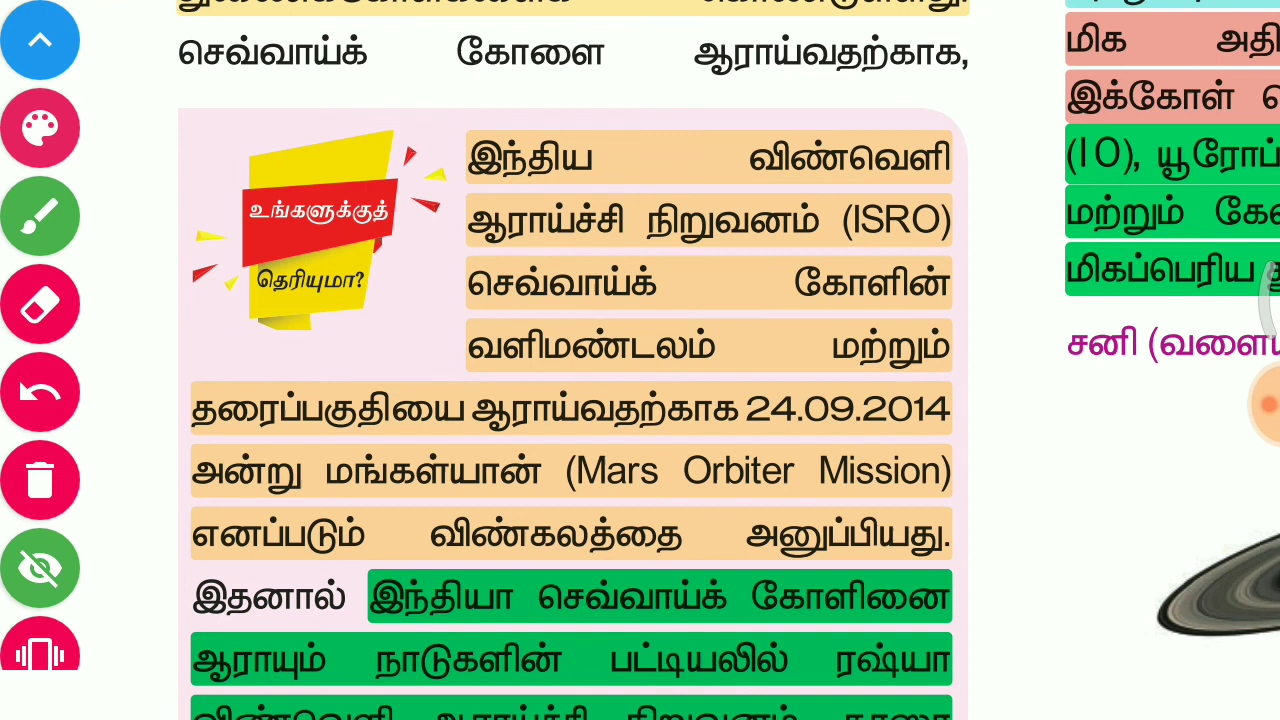 செவ்வாய்க் கோளை ஆராய்வதற்காக,
உங்களுக்குத்
தெரியுமா?
இந்திய விண்வெளி
ஆராய்ச்சி நிறுவனம் (ISRO)
செவ்வாய்க் கோளின்
வளிமண்டலம் மற்றும்
தரைப்பகுதியை ஆராய்வதற்காக 24.09.2014
அன்று மங்கள்யான் (Mars Orbiter Mission)
எனப்படும் விண்கலத்தை அனுப்பியது.
இதனால் இந்தியா செவ்வாய்க் கோளினை
ஆராயும் நாடுகளின் பட்டியலில் ரஷ்யா
விண்வெளி ஆராய்ச்சி நிறுவனம், நாஸா
மிக
இக்கோள்
(IO),
மற்றும்
மிகப்பெரிய
சனி